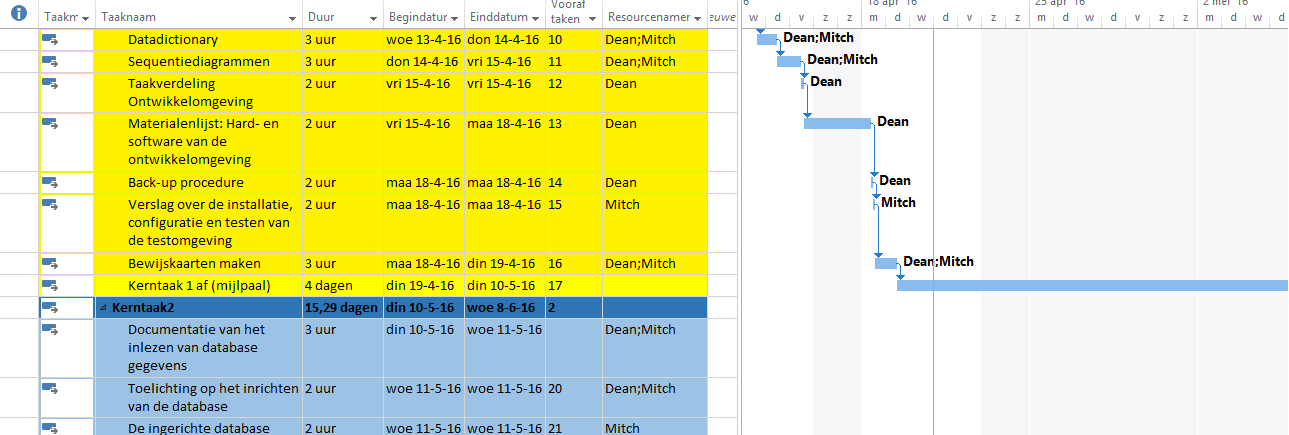 6 18 apr '16 25 apr '16 2 mei '16
Taakm Taaknaam Duur Begindatur Einddatum Vooraf taken Resourcenamer euwe w d v z z m d w d v z z m d w d v z z m d w d
Datadictionary 3 uur woe 13-4-16 don 14-4-16 10 Dean;Mitch Dean;Mitch
Sequentiediagrammen 3 uur don 14-4-16 vri 15-4-16 11 Dean;Mitch Dean;Mitch
Taakverdeling 2 uur vri 15-4-16 vri 15-4-16 12 Dean Dean
Ontwikkelomgeving
Materialenlijst: Hard- en 2 uur vri 15-4-16 maa 18-4-16 13 Dean Dean
software van de
ontwikkelomgeving
Back-up procedure 2 uur maa 18-4-16 maa 18-4-16 14 Dean Dean
Verslag over de installatie, 2 uur maa 18-4-16 maa 18-4-16 15 Mitch Mitch
configuratie en testen van
de testomgeving
Bewijskaarten maken 3 uur maa 18-4-16 din 19-4-16 16 Dean;Mitch Dean;Mitch
Kerntaak 1 af (mijlpaal) 4 dagen din 19-4-16 din 10-5-16 17
Kerntaak2 15,29 dagen din 10-5-16 woe 8-6-16 2
Documentatie van het 3 uur din 10-5-16 woe 11-5-16 Dean;Mitch
inlezen van database
gegevens
Toelichting op het inrichten 2 uur woe 11-5-16 woe 11-5-16 20 Dean;Mitch
van de database
De ingerichte database 2 uur woe 11-5-16 woe 11-5-16 21 Mitch